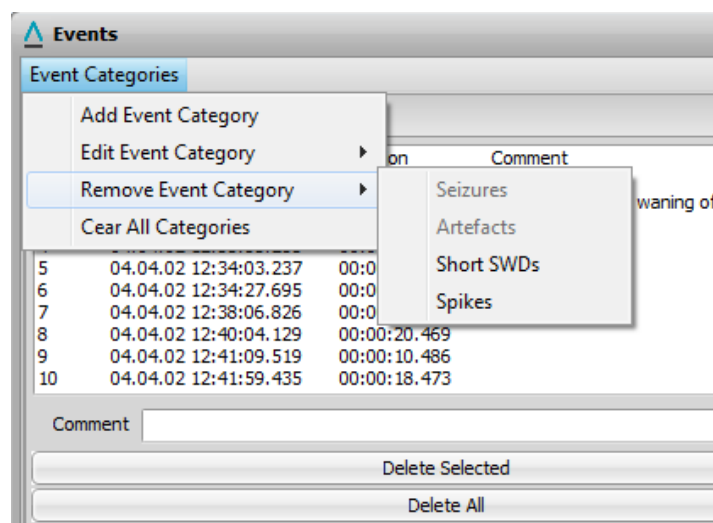 Events
Event Categories
Add Event Category
Edit Event Category
on Comment
Remove Event Category
Seizures
waning of
Artefacts
Cear All Categories
5 04.04.02 12:34:03.237 00:0
Short SWDs
6 04.04.02 12:34:27.695 00:0
Spikes
7 04.04.02 12:38:06.826 00:0
8 04.04.02 12:40:04.129 00:00:20.469
9 04.04.02 12:41:09.519 00:00:10.486
10 04.04.02 12:41:59.435 00:00:18.473
Comment
Delete Selected
Delete All